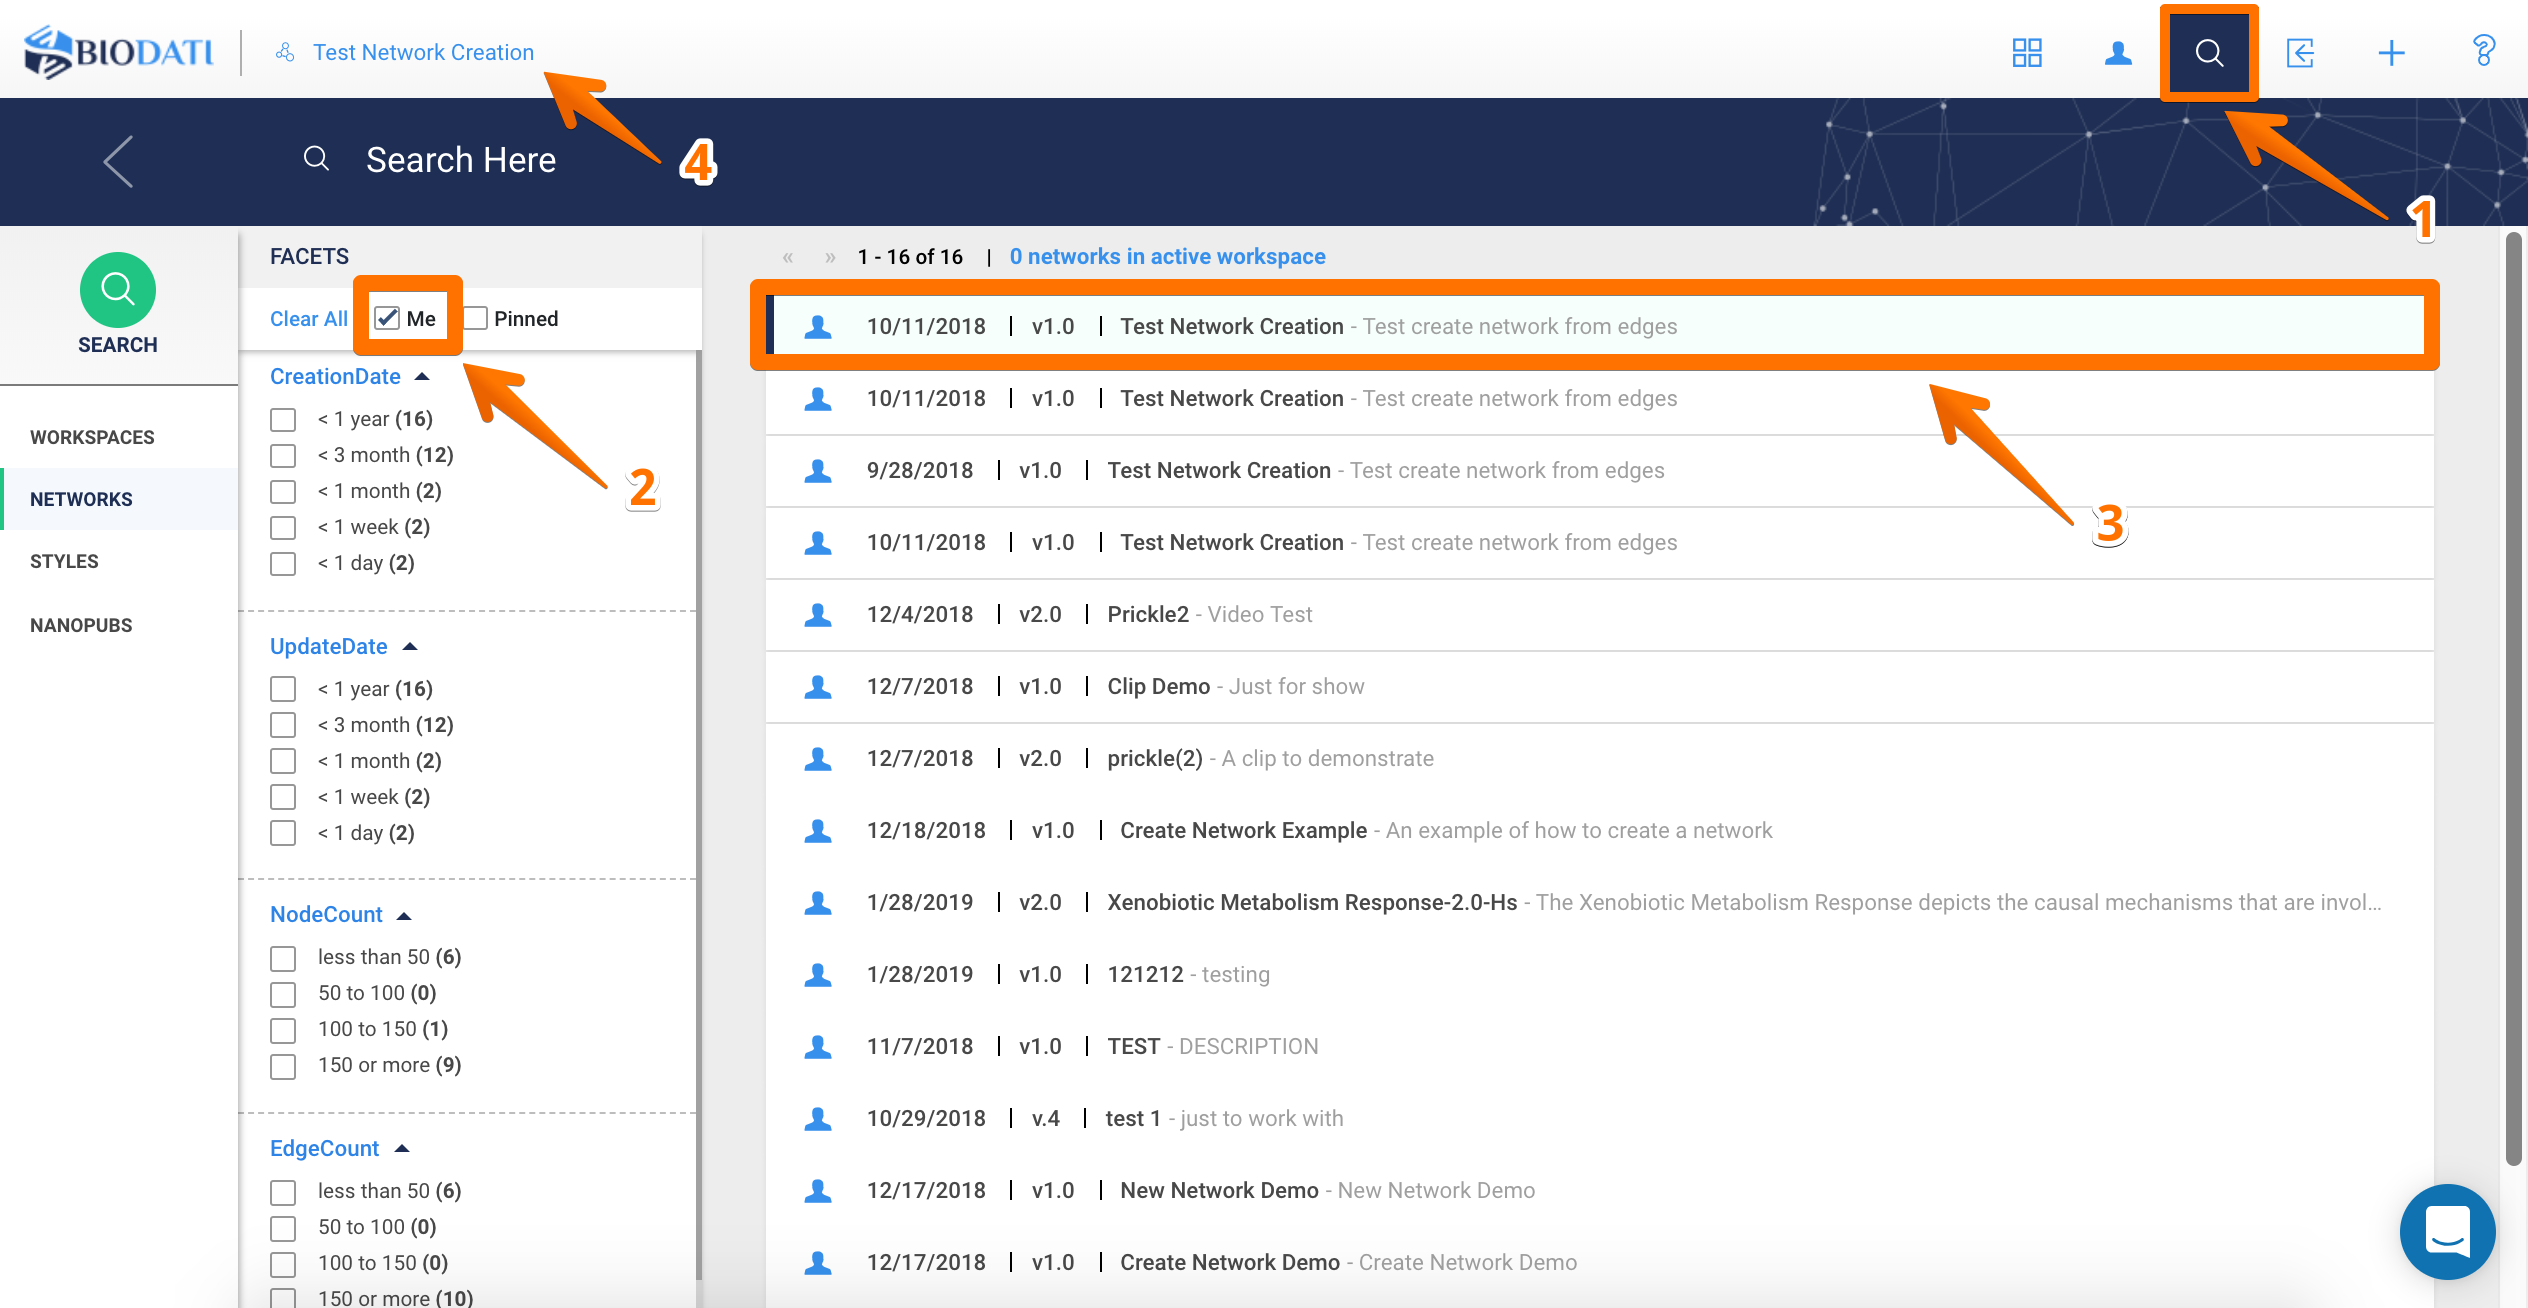 BIODATI
Test Network Creation
Search Here
4
1
SEARCH
WORKSPACES
NETWORKS
STYLES
NANOPUBS
FACETS
Clear All
Me
Pinned
2
CreationDate
< 1 year (16)
< 3 month (12)
< 1 month (2)
< 1 week (2)
< 1 day (2)
UpdateDate
< 1 year (16)
< 3 month (12)
< 1 month (2)
< 1 week (2)
< 1 day (2)
NodeCount
less than 50 (6)
50 to 100 (0)
100 to 150 (1)
150 or more (9)
EdgeCount
less than 50 (6)
50 to 100 (0)
100 to 150 (0)
150 or more (10)
« » 1 - 16 of 16 | 0 networks in active workspace
10/11/2018 | v1.0 | Test Network Creation - Test create network from edges
3
10/11/2018 | v1.0 | Test Network Creation - Test create network from edges
9/28/2018 | v1.0 | Test Network Creation - Test create network from edges
10/11/2018 | v1.0 | Test Network Creation - Test create network from edges
12/4/2018 | v2.0 | Prickle2 - Video Test
12/7/2018 | v1.0 | Clip Demo - Just for show
12/7/2018 | v2.0 | prickle(2) - A clip to demonstrate
12/18/2018 | v1.0 | Create Network Example - An example of how to create a network
1/28/2019 | v2.0 | Xenobiotic Metabolism Response-2.0-Hs - The Xenobiotic Metabolism Response depicts the causal mechanisms that are invol...
1/28/2019 | v1.0 | 121212 - testing
11/7/2018 | v1.0 | TEST - DESCRIPTION
10/29/2018 | v.4 | test 1 - just to work with
12/17/2018 | v1.0 | New Network Demo - New Network Demo
12/17/2018 | v1.0 | Create Network Demo - Create Network Demo